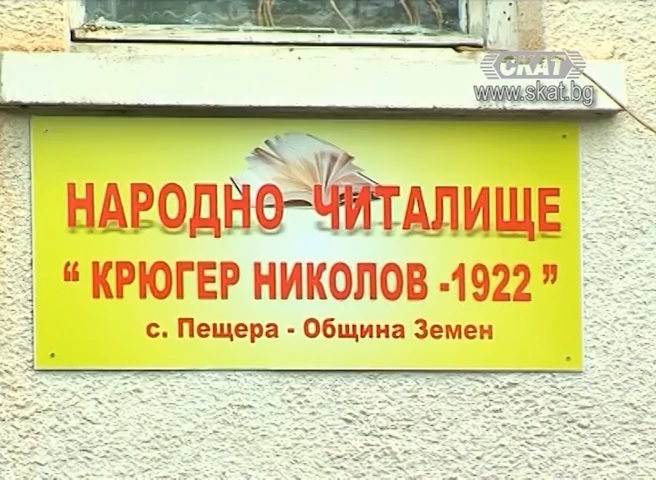 СКАТ
www.skat.bg
НАРОДНО ЧИТАЛИЩЕ
“ КРЮГЕР НИКОЛОВ -1922 ”
с. Пещера - Община Земен